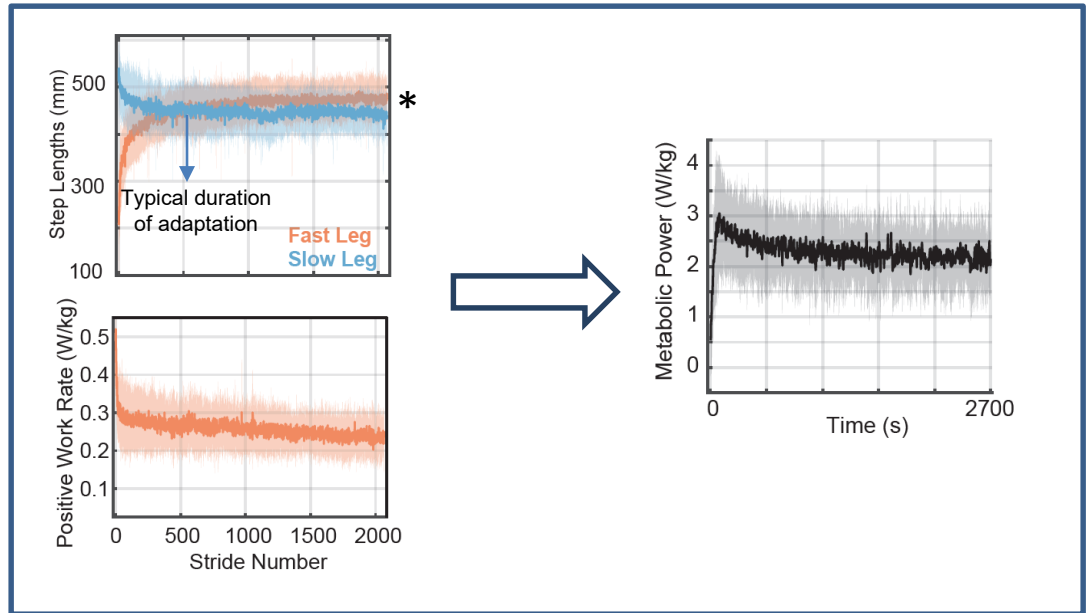 Step Lengths (mm)
500
300
100
*
Typical duration
of adaptation
Fast Leg
Slow Leg
Positive Work Rate (W/kg)
0.5
0.4
0.3
0.2
0.1
0 500 1000 1500 2000
Stride Number
Metabolic Power (W/kg)
4
3
2
1
0
0 2700
Time (s)